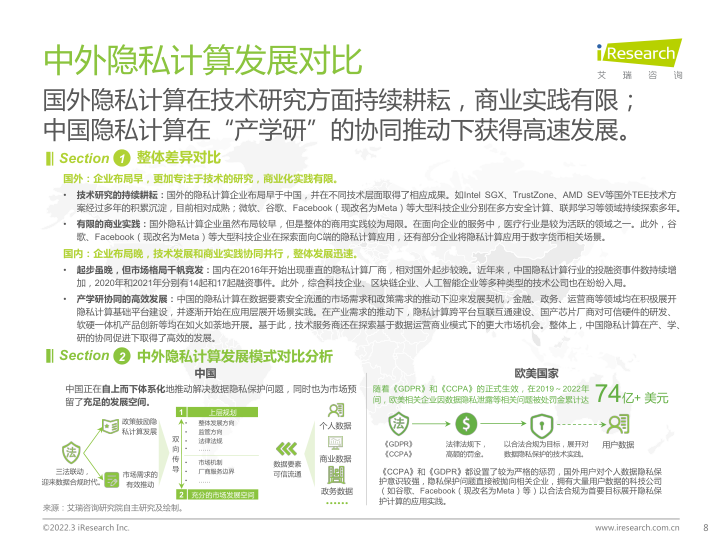 中外隐私计算发展对比
iResearch
艾 瑞 咨 询
国外隐私计算在技术研究方面持续耕耘，商业实践有限；
中国隐私计算在“产学研”的协同推动下获得高速发展。
Section 1 整体差异对比
国外：企业布局早，更加专注于技术的研究，商业化实践有限。
• 技术研究的持续耕耘：国外的隐私计算企业布局早于中国，并在不同技术层面取得了相应成果。如Intel SGX、TrustZone、AMD SEV等国外TEE技术方
案经过多年的积累沉淀，目前相对成熟；微软、谷歌、Facebook（现改名为Meta）等大型科技企业分别在多方安全计算、联邦学习等领域持续探索多年。
• 有限的商业实践：国外隐私计算企业虽然布局较早，但是整体的商用实践较为局限。在面向企业的服务中，医疗行业是较为活跃的领域之一。此外，谷
歌、Facebook（现改名为Meta）等大型科技企业在探索面向C端的隐私计算应用，还有部分企业将隐私计算应用于数字货币相关场景。
国内：企业布局晚，技术发展和商业实践协同并行，整体发展迅速。
• 起步虽晚，但市场格局千帆竞发：国内在2016年开始出现垂直的隐私计算厂商，相对国外起步较晚。近年来，中国隐私计算行业的投融资事件数持续增
加，2020年和2021年分别有14起和17起融资事件。此外，综合科技企业、区块链企业、人工智能企业等多种类型的技术公司也在纷纷入局。
• 产学研协同的高效发展：中国的隐私计算在数据要素安全流通的市场需求和政策需求的推动下迎来发展契机，金融、政务、运营商等领域均在积极展开
隐私计算基础平台建设，并逐渐开始在应用层展开场景实践。在产业需求的推动下，隐私计算跨平台互联互通建设、国产芯片厂商对可信硬件的研发、
软硬一体机产品创新等均在如火如荼地开展。基于此，技术服务商还在探索基于数据运营商业模式下的更大市场机会。整体上，中国隐私计算在产、学、
研的协同促进下取得了高效的发展。
Section 2 中外隐私计算发展模式对比分析
中国
中国正在自上而下体系化地推动解决数据隐私保护问题，同时也为市场预
留了充足的发展空间。
法
三法联动，
迎来数据合规时代。
政策鼓励隐
私计算发展
市场需求的
有效推动
双
向
传
导
1 上层规划
• 整体发展方向
• 监管方向
• 法律法规
• ……
• 市场机制
• 厂商服务边界
• ……
2 充分的市场发展空间
数据要素
可信流通
个人数据
商业数据
政务数据
……
欧美国家
随着《GDPR》和《CCPA》的正式生效，在2019～2022年
间，欧美相关企业因数据隐私泄露等相关问题被处罚金累计达
74亿+ 美元
法
$
《GDPR》
《CCPA》
法律法规下，
高额的罚金。
以合法合规为目标，展开对
数据隐私保护的技术实践。
用户数据
《CCPA》和《GDPR》都设置了较为严格的惩罚，国外用户对个人数据隐私保
护意识较强，隐私保护问题直接被抛向相关企业，拥有大量用户数据的科技公司
（如谷歌、Facebook（现改名为Meta）等）以合法合规为首要目标展开隐私保
护计算的应用实践。
来源：艾瑞咨询研究院自主研究及绘制。
©2022.3 iResearch Inc.
www.iresearch.com.cn
8